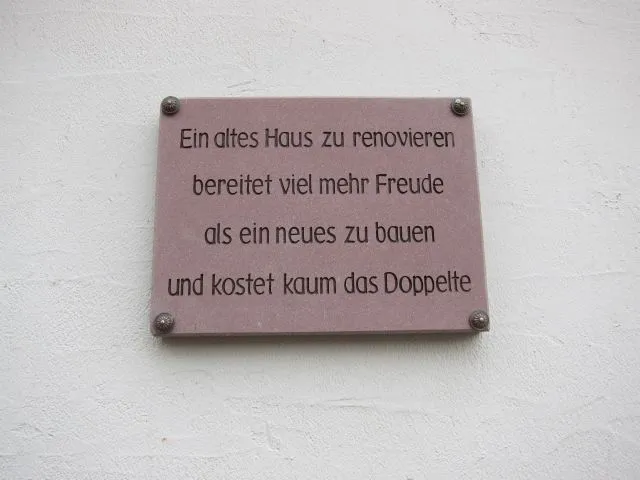 Ein altes Haus zu renovieren
bereitet viel mehr Freude
als ein neues zu bauen
und kostet kaum das Doppelte